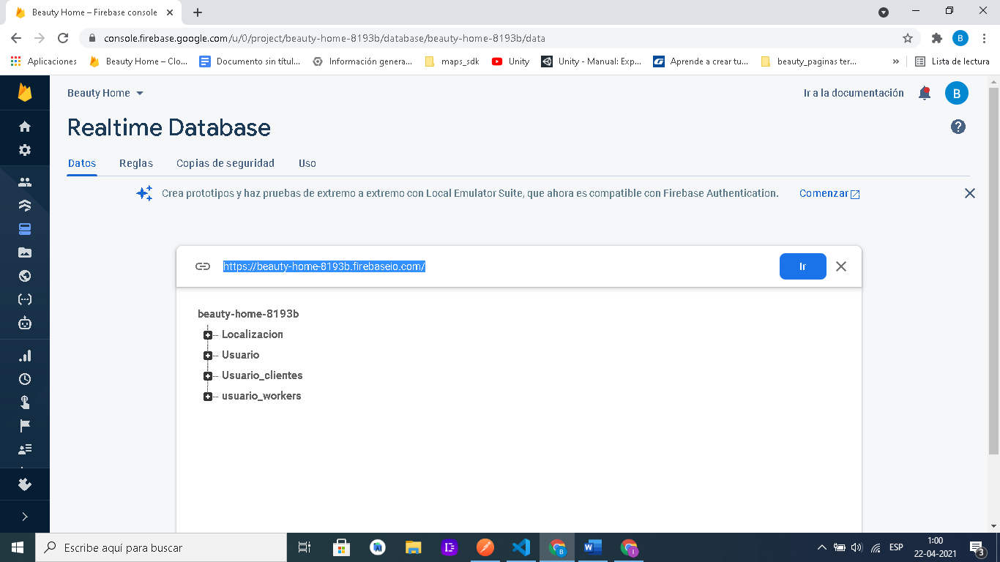 Beauty Home – Firebase console
console.firebase.google.com/u/0/project/beauty-home-8193b/database/beauty-home-8193b/data
B
Aplicaciones
Beauty Home – Clo...
Documento sin títul...
Información genera...
maps_sdk
Unity
Unity - Manual: Exp...
Aprende a crear tu...
beauty_paginas ter...
»
Lista de lectura
Beauty Home
Ir a la documentación
B
Realtime Database
Datos
Reglas
Copias de seguridad
Uso
Crea prototipos y haz pruebas de extremo a extremo con Local Emulator Suite, que ahora es compatible con Firebase Authentication.
Comenzar
https://beauty-home-8193b.firebaseio.com/
Ir
beauty-home-8193b
Localizacion
Usuario
Usuario_clientes
usuario_workers
Escribe aquí para buscar
ESP
1:00
22-04-2021
3